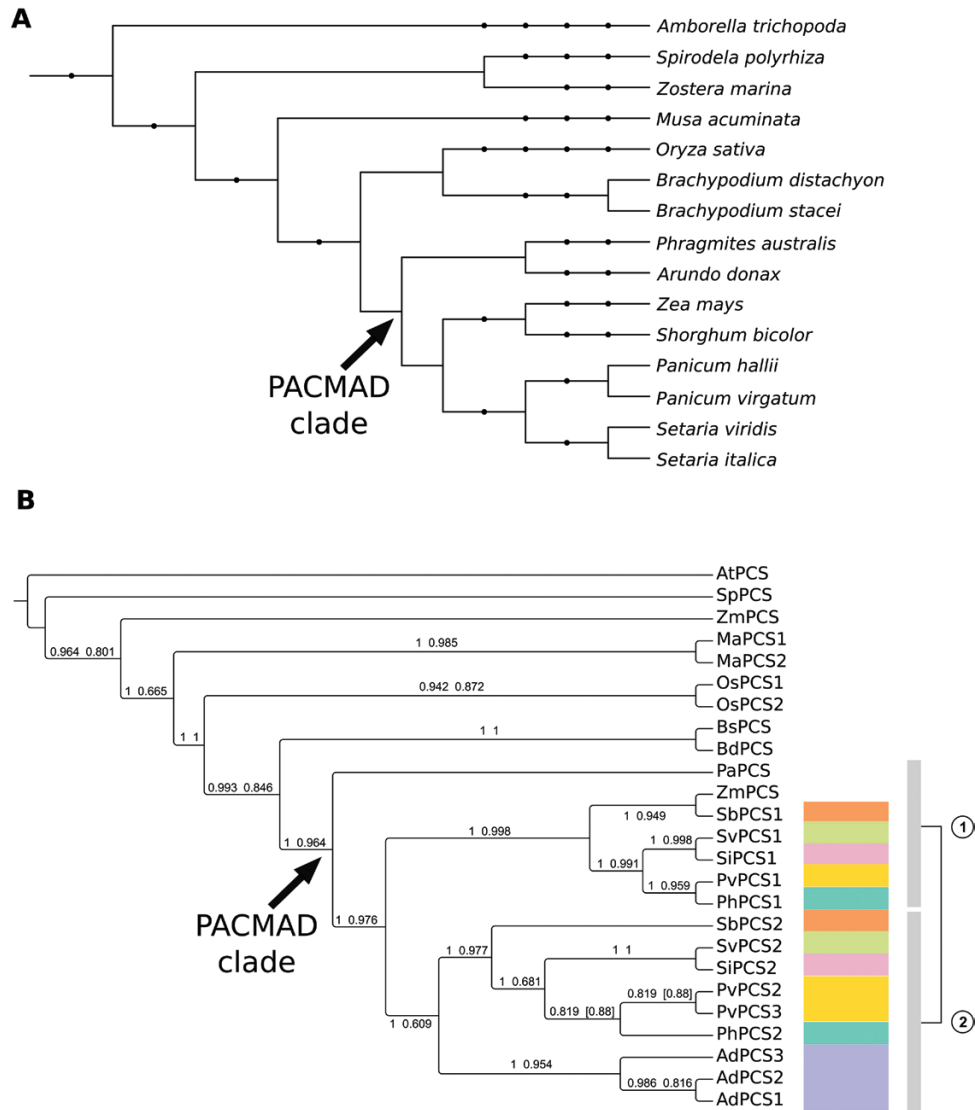 A
Amborella trichopoda
Spirodela polyrhiza
Zostera marina
Musa acuminata
Oryza sativa
Brachypodium distachyon
Brachypodium stacei
Phragmites australis
Arundo donax
Zea mays
Shorghum bicolor
Panicum hallii
Panicum virgatum
Setaria viridis
Setaria italica
PACMAD
clade
B
AtPCS
SpPCS
ZmPCS
0.964 0.801
MaPCS1
1 0.985
MaPCS2
1 0.665
OsPCS1
0.942 0.872
OsPCS2
1 1
BsPCS
1 1
BdPCS
0.993 0.846
PaPCS
ZmPCS
SbPCS1
1 0.949
SvPCS1
1 0.998
1 0.998
SiPCS1
1 0.964
1 0.991
PvPCS1
1 0.959
PhPCS1
1
PACMAD
clade
1 0.976
SbPCS2
SvPCS2
1 0.977
1 1
SiPCS2
1 0.681
PvPCS2
0.819 [0.88]
PvPCS3
0.819 [0.88]
1 0.609
PhPCS2
2
AdPCS3
1 0.954
AdPCS2
0.986 0.816
AdPCS1